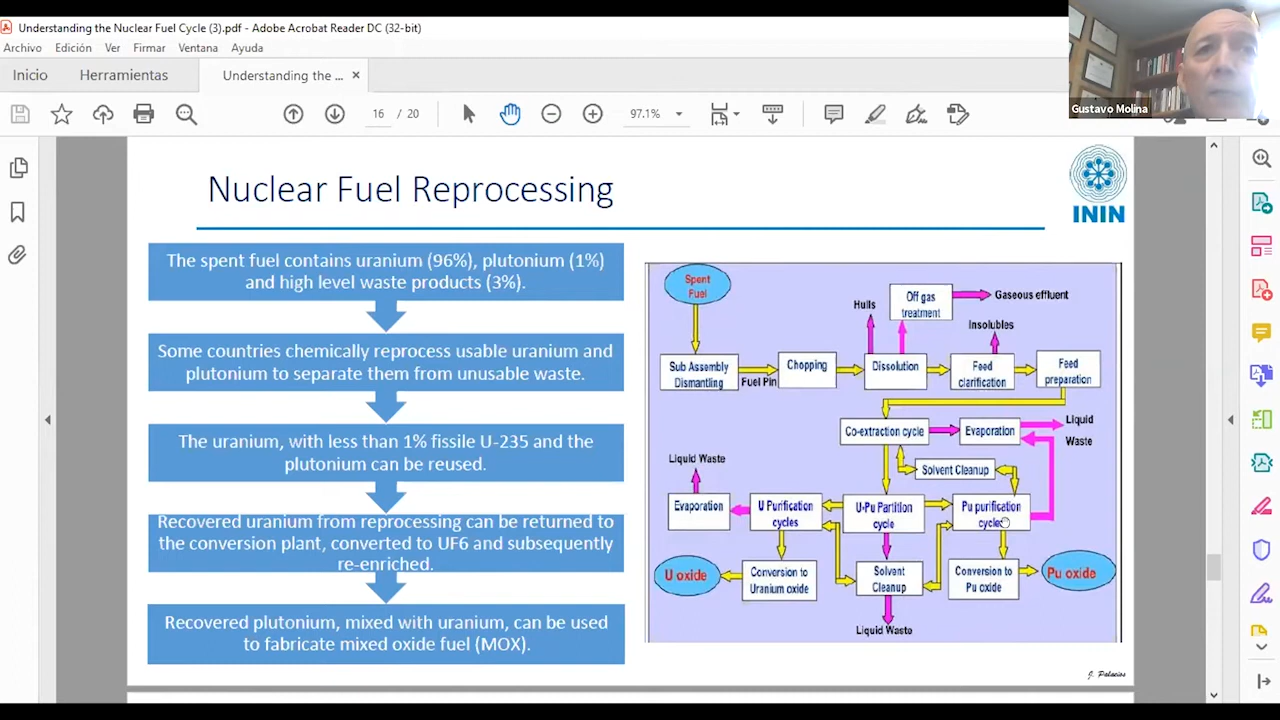 Understanding the Nuclear Fuel Cycle (3).pdf - Adobe Acrobat Reader DC (32-bit)
Archivo Edición Ver Firmar Ventana Ayuda
Inicio Herramientas Understanding the ... ×
16 / 20 97.1%
Gustavo Molina
Nuclear Fuel Reprocessing
ININ
The spent fuel contains uranium (96%), plutonium (1%)
and high level waste products (3%).
Some countries chemically reprocess usable uranium and
plutonium to separate them from unusable waste.
The uranium, with less than 1% fissile U-235 and the
plutonium can be reused.
Recovered uranium from reprocessing can be returned to
the conversion plant, converted to UF6 and subsequently
re-enriched.
Recovered plutonium, mixed with uranium, can be used
to fabricate mixed oxide fuel (MOX).
Spent
Fuel
Hulls
Off gas
treatment
Gaseous effluent
Insolubles
Sub Assembly
Dismantling
Fuel Pin
Chopping
Dissolution
Feed
clarification
Feed
preparation
Co-extraction cycle
Evaporation
Liquid
Waste
Solvent Cleanup
Liquid Waste
Evaporation
U Purification
cycles
U-Pu Partition
cycle
Pu purification
cycles
U oxide
Conversion to
Uranium oxide
Solvent
Cleanup
Conversion to
Pu oxide
Pu oxide
Liquid Waste
J. Palacios